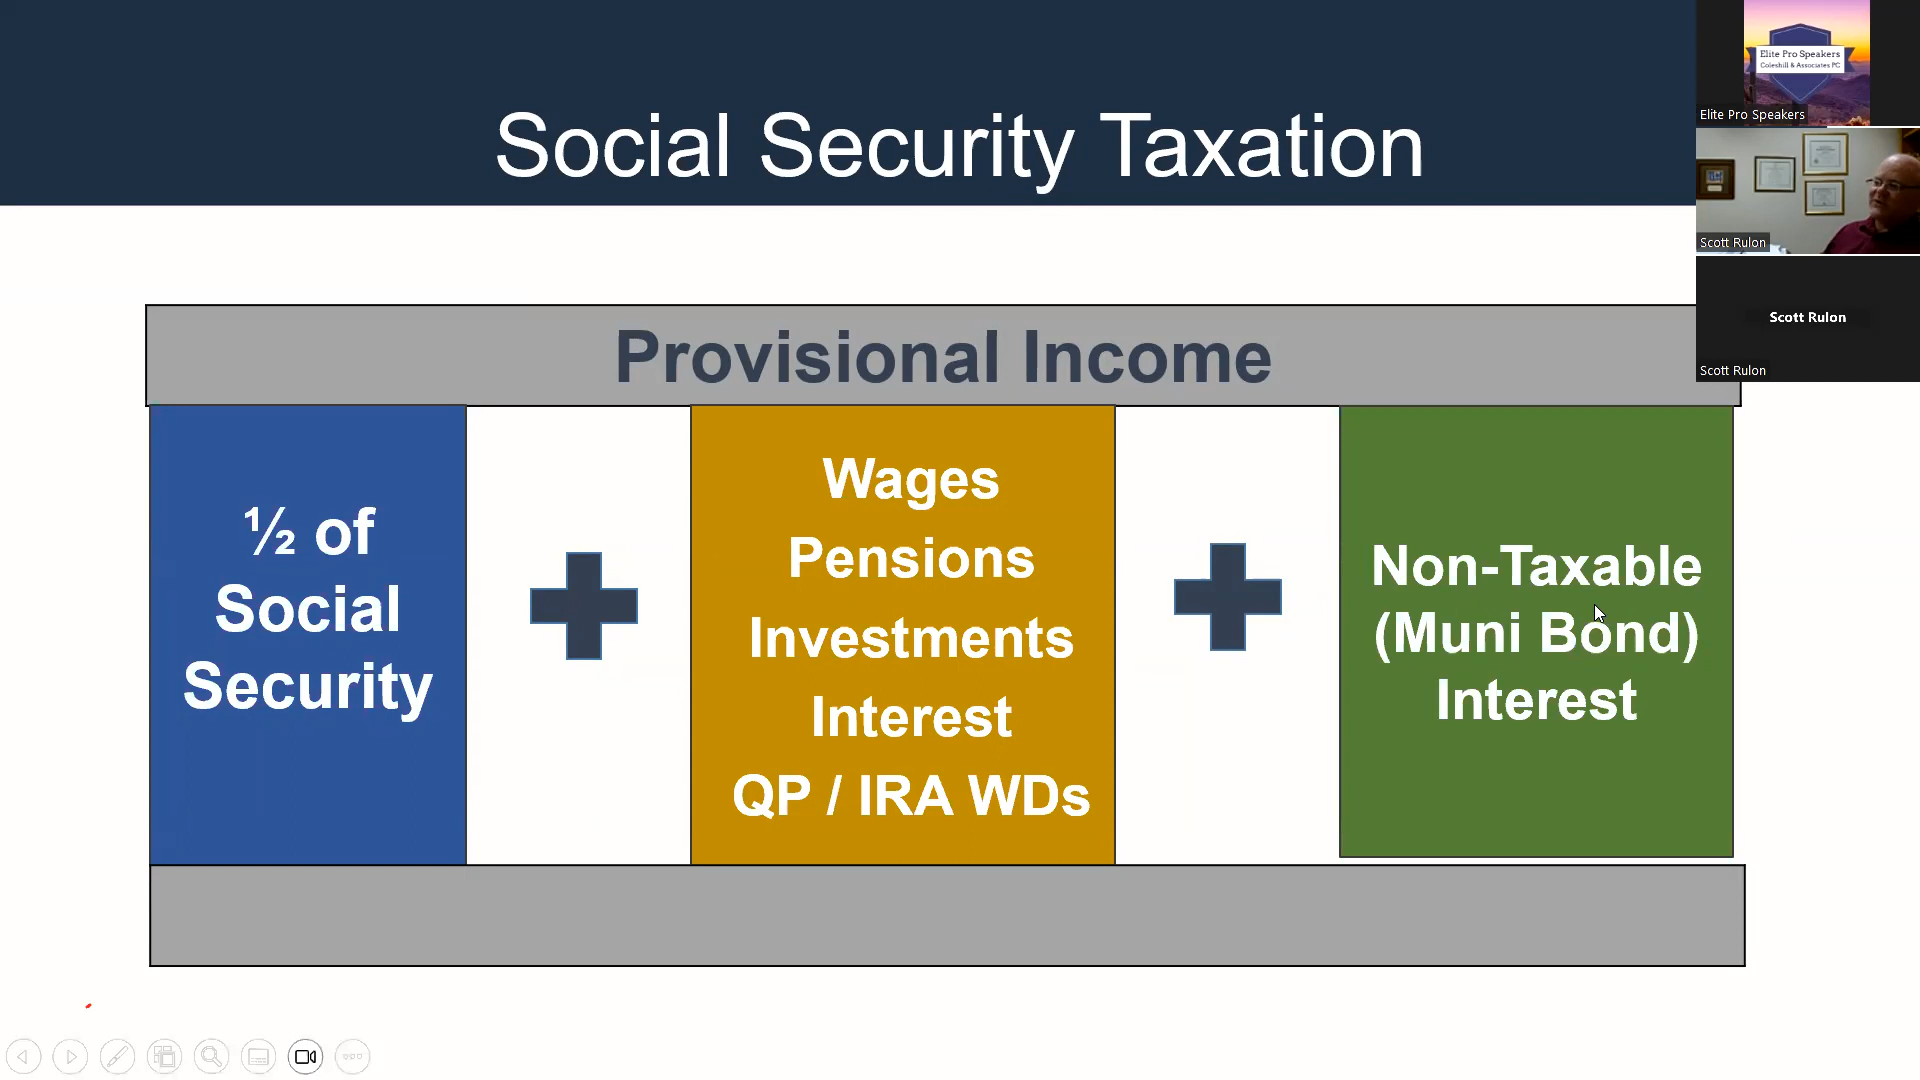 Social Security Taxation
Elite Pro Speakers
Coleshill & Associates PC
Elite Pro Speakers
Scott Rulon
Scott Rulon
Scott Rulon
Provisional Income
½ of
Social
Security
Wages
Pensions
Investments
Interest
QP / IRA WDs
Non-Taxable
(Muni Bond)
Interest